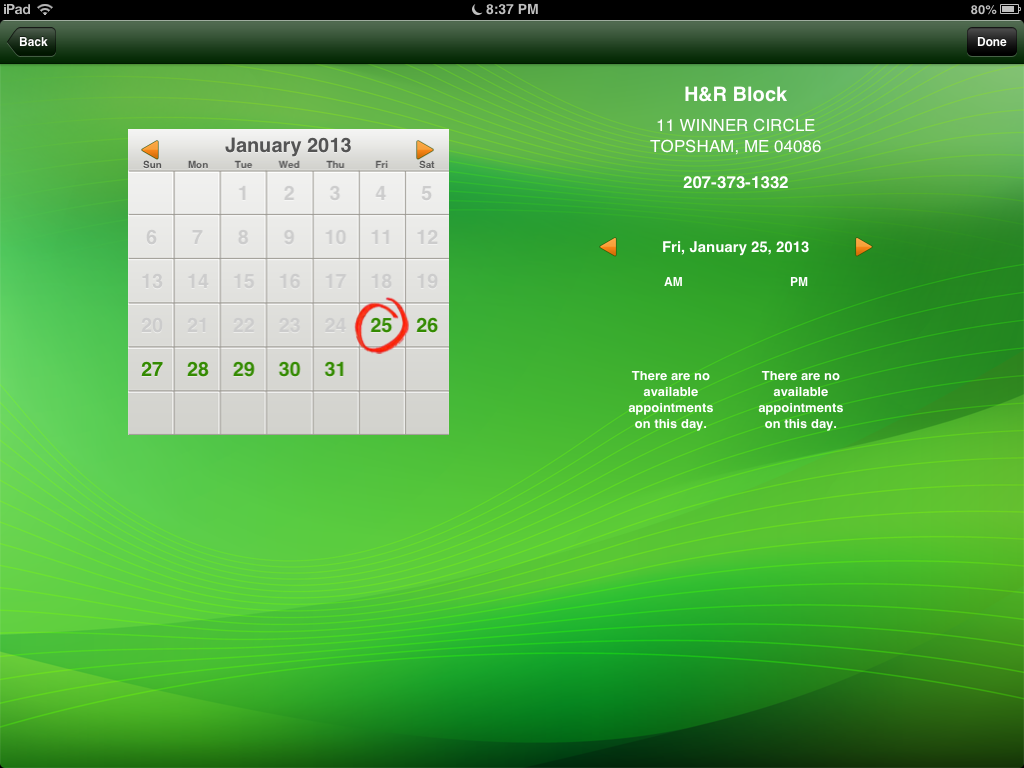 iPad 8:37 PM 80%
Back Done
January 2013
Sun Mon Tue Wed Thu Fri Sat
1 2 3 4 5
6 7 8 9 10 11 12
13 14 15 16 17 18 19
20 21 22 23 24 25 26
27 28 29 30 31
H&R Block
11 WINNER CIRCLE
TOPSHAM, ME 04086
207-373-1332
Fri, January 25, 2013
AM PM
There are no
available
appointments
on this day.
There are no
available
appointments
on this day.